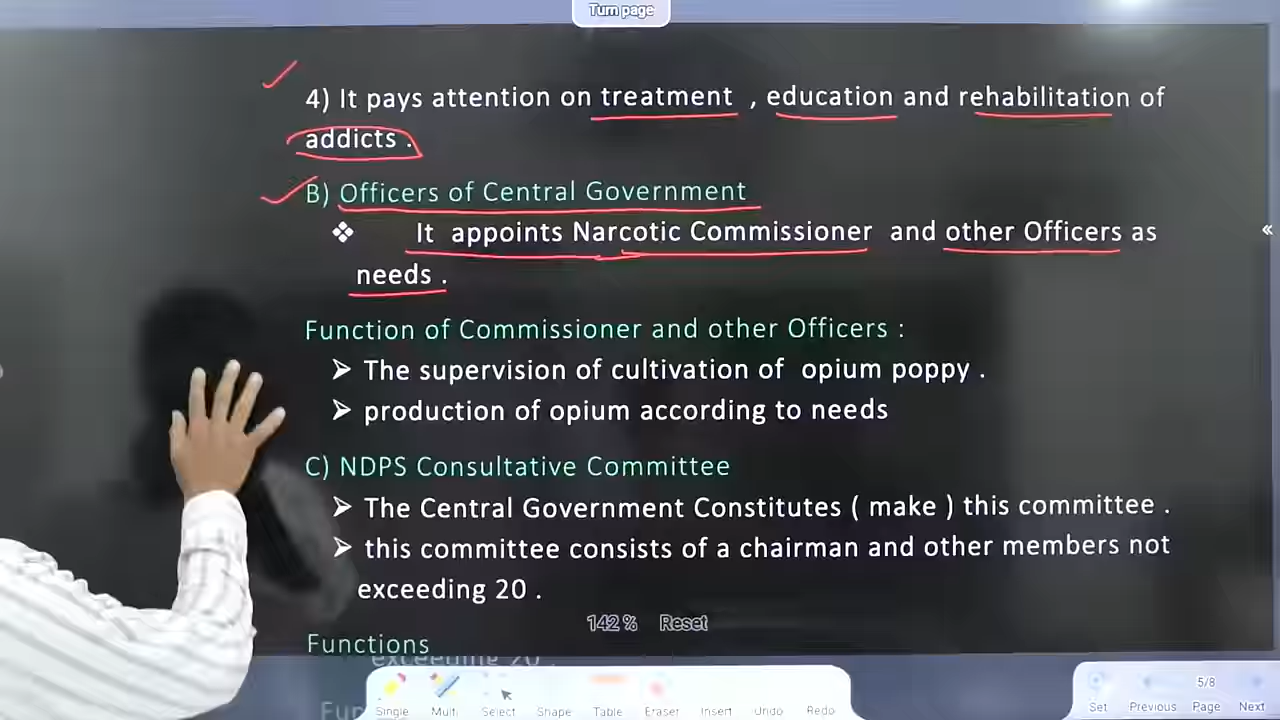 Turn page
4) It pays attention on treatment , education and rehabilitation of
addicts .
B) Officers of Central Government
❖ It appoints Narcotic Commissioner and other Officers as
needs .
Function of Commissioner and other Officers :
➤ The supervision of cultivation of opium poppy .
➤ production of opium according to needs
C) NDPS Consultative Committee
➤ The Central Government Constitutes ( make ) this committee .
➤ this committee consists of a chairman and other members not
exceeding 20 .
142 % Reset
Functions
exceeding 20 .
Fun
Single Multi Select Shape Table Eraser Insert Undo Redo
5/8
Set Previous Page Next